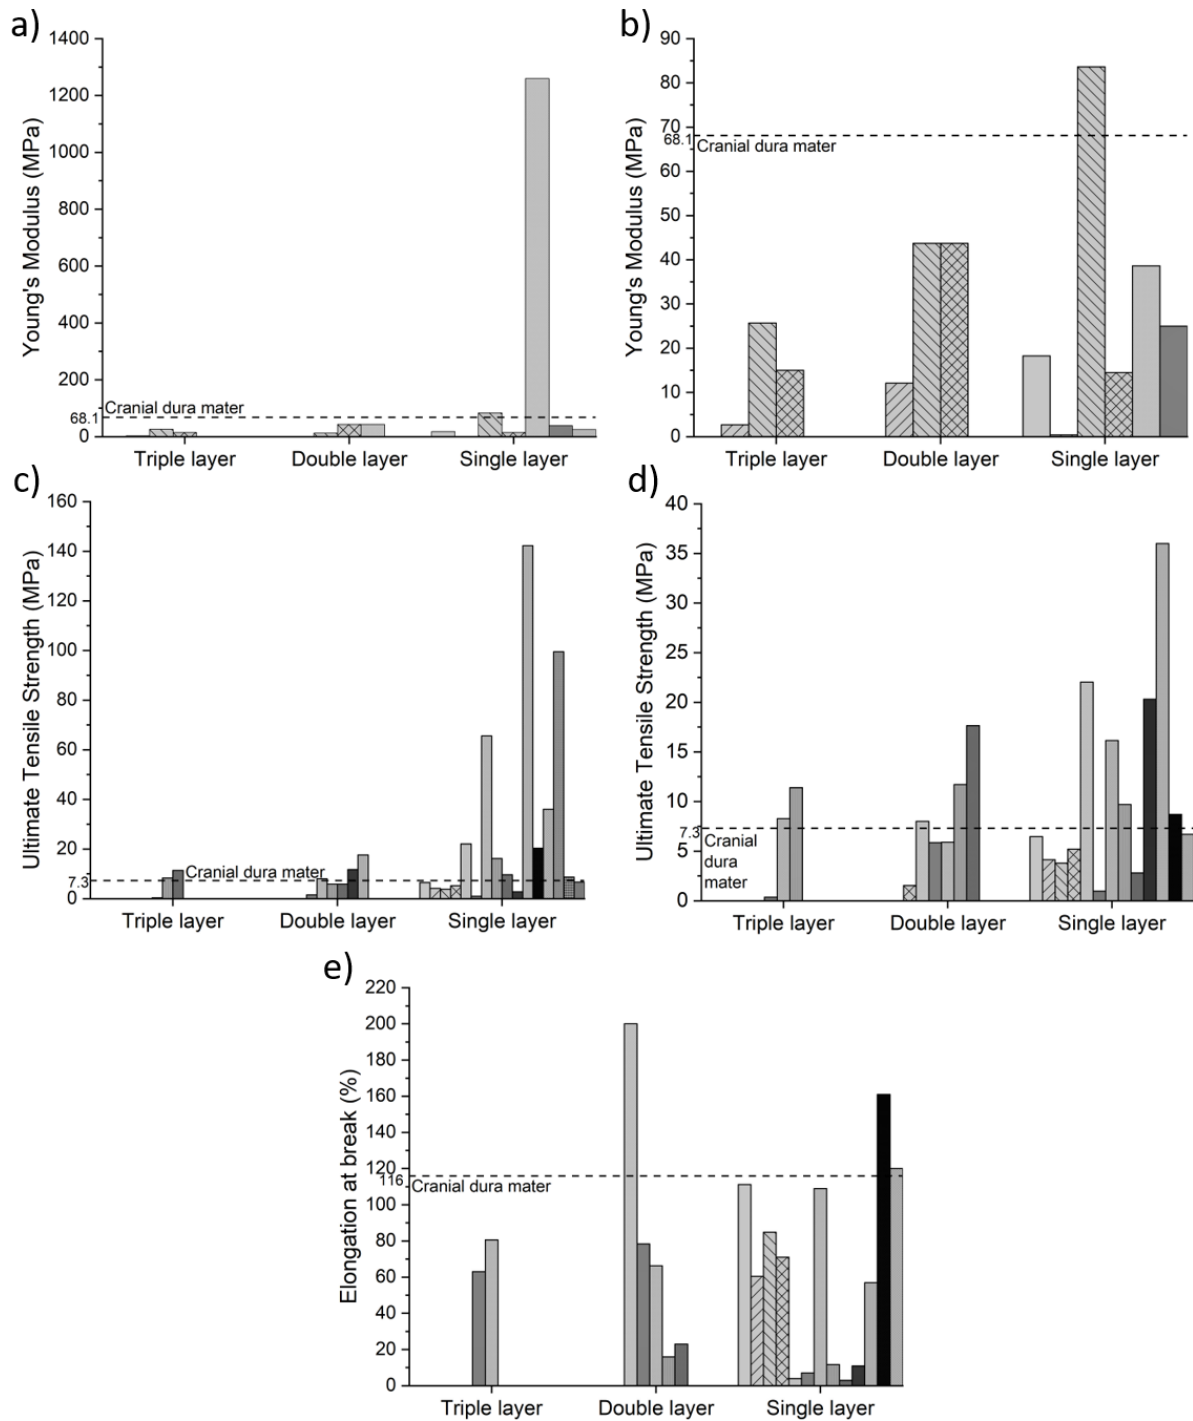 a)
1400
1200
1000
800
600
400
200
68.1
0
Young's Modulus (MPa)
Cranial dura mater
Triple layer
Double layer
Single layer
b)
90
80
70
68.1
60
50
40
30
20
10
0
Young's Modulus (MPa)
Cranial dura mater
Triple layer
Double layer
Single layer
c)
160
140
120
100
80
60
40
20
7.3
0
Ultimate Tensile Strength (MPa)
Cranial dura mater
Triple layer
Double layer
Single layer
d)
40
35
30
25
20
15
10
7.3
5
0
Ultimate Tensile Strength (MPa)
Cranial
dura
mater
Triple layer
Double layer
Single layer
e)
220
200
180
160
140
120
116
100
80
60
40
20
0
Elongation at break (%)
Cranial dura mater
Triple layer
Double layer
Single layer